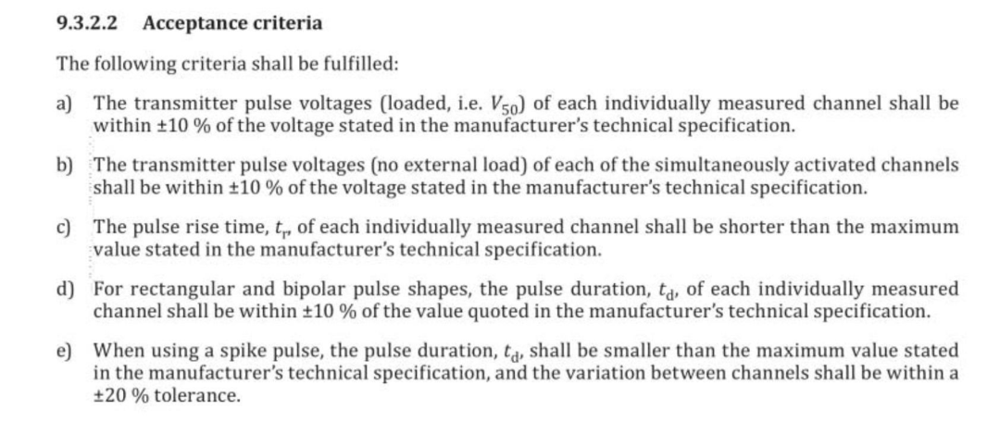 9.3.2.2 Acceptance criteria
The following criteria shall be fulfilled:
a) The transmitter pulse voltages (loaded, i.e. V50) of each individually measured channel shall be
within ±10 % of the voltage stated in the manufacturer's technical specification.
b) The transmitter pulse voltages (no external load) of each of the simultaneously activated channels
shall be within ±10 % of the voltage stated in the manufacturer's technical specification.
c) The pulse rise time, tr, of each individually measured channel shall be shorter than the maximum
value stated in the manufacturer's technical specification.
d) For rectangular and bipolar pulse shapes, the pulse duration, td, of each individually measured
channel shall be within ±10 % of the value quoted in the manufacturer's technical specification.
e) When using a spike pulse, the pulse duration, td, shall be smaller than the maximum value stated
in the manufacturer's technical specification, and the variation between channels shall be within a
±20 % tolerance.